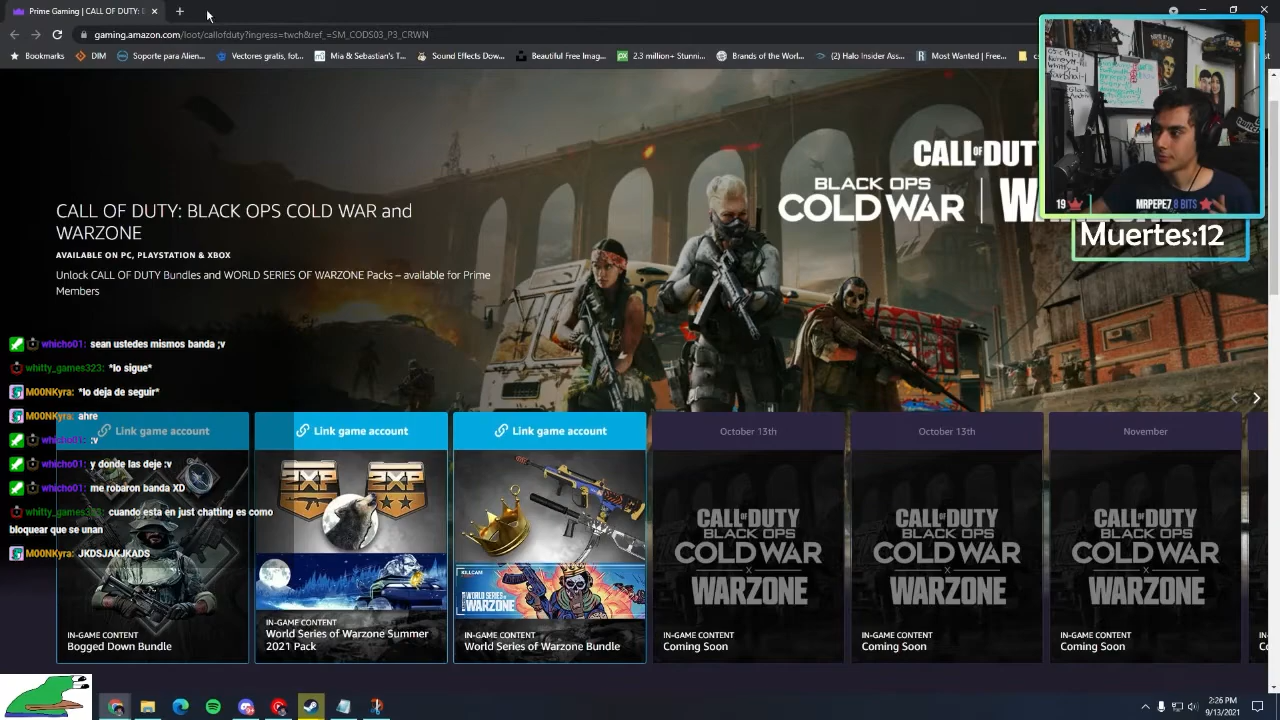 Prime Gaming | CALL OF DUTY:
gaming.amazon.com/loot/callofduty?ingress=twch&ref_=SM_CODS03_P3_CRWN
Bookmarks
DIM
Soporte para Alien...
Vectores gratis, fot...
Mia & Sebastian's T...
Sound Effects Dow...
Beautiful Free Imag...
2.3 million+ Stunni...
Brands of the Worl...
(2) Halo Insider Ass...
Most Wanted | Free...
CALL OF DUTY
BLACK OPS
COLD WAR
CALL OF DUTY: BLACK OPS COLD WAR and
WARZONE
AVAILABLE ON PC, PLAYSTATION & XBOX
Unlock CALL OF DUTY Bundles and WORLD SERIES OF WARZONE Packs – available for Prime
Members
19
MRPEPE7 0 BITS
Muertes:12
whicho01: sean ustedes mismos banda ;v
whitty_games323: *lo sigue*
M00NKyra: *lo deja de seguir*
M00NKyra: ahre
whicho01: :v
whicho01: y donde las deje :v
whicho01: me robaron banda XD
whitty_games323: cuando esta en just chatting es como
bloquear que se unan
M00NKyra: JKDSJAKJKADS
Link game account
IN-GAME CONTENT
Bogged Down Bundle
Link game account
2XP
2XP
IN-GAME CONTENT
World Series of Warzone Summer
2021 Pack
Link game account
KILLCAM
WORLD SERIES
WARZONE
IN-GAME CONTENT
World Series of Warzone Bundle
October 13th
CALL OF DUTY
BLACK OPS
COLD WAR
X
WARZONE
IN-GAME CONTENT
Coming Soon
October 13th
CALL OF DUTY
BLACK OPS
COLD WAR
X
WARZONE
IN-GAME CONTENT
Coming Soon
November
CALL OF DUTY
BLACK OPS
COLD WAR
X
WARZONE
IN-GAME CONTENT
Coming Soon
2:26 PM
9/13/2021